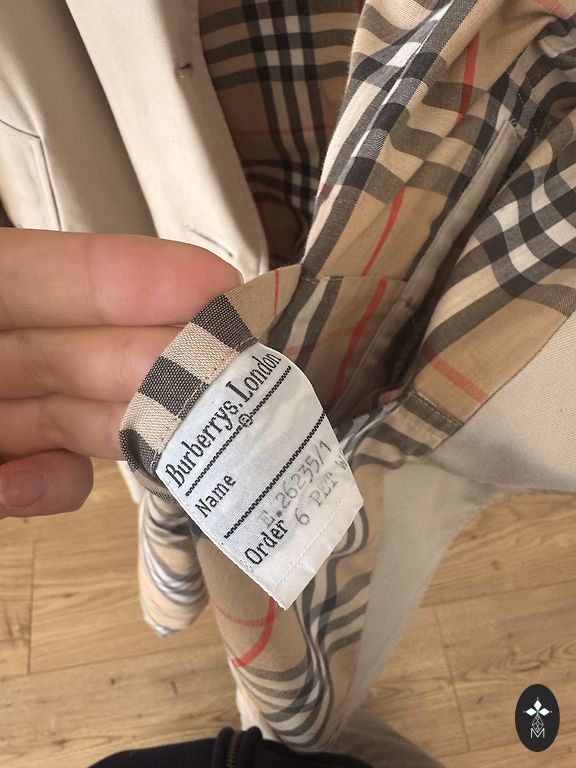 Burberrys. London
Name
E.26235/1
Order 6 PET W